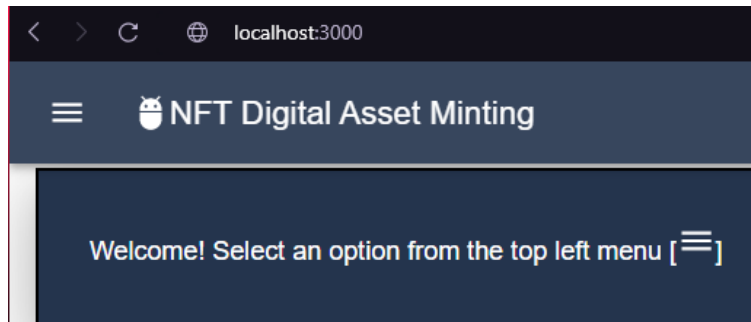 localhost:3000
NFT Digital Asset Minting
Welcome! Select an option from the top left menu [☰]